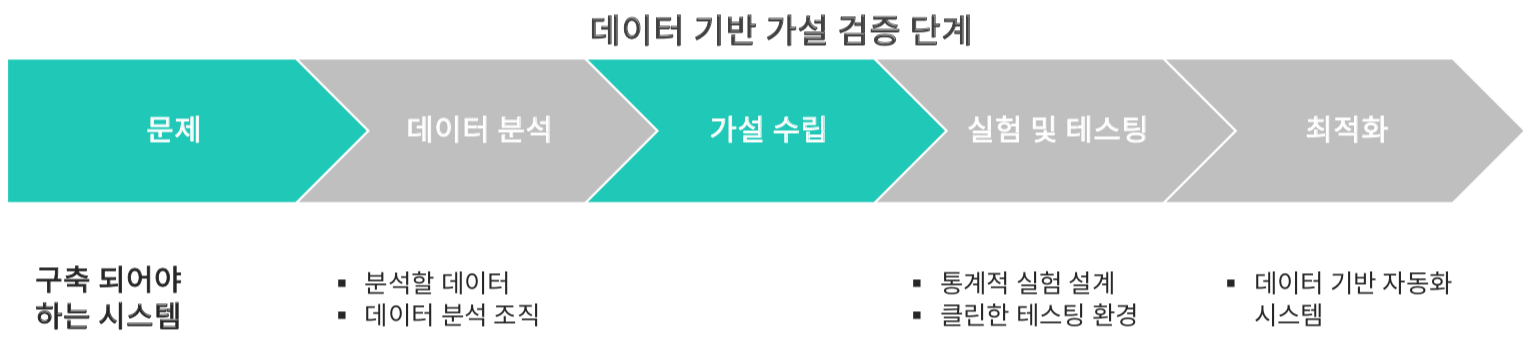 데이터 기반 가설 검증 단계
문제
데이터 분석
가설 수립
실험 및 테스팅
최적화
구축 되어야
하는 시스템
▪ 분석할 데이터
▪ 데이터 분석 조직
▪ 통계적 실험 설계
▪ 클린한 테스팅 환경
▪ 데이터 기반 자동화
시스템